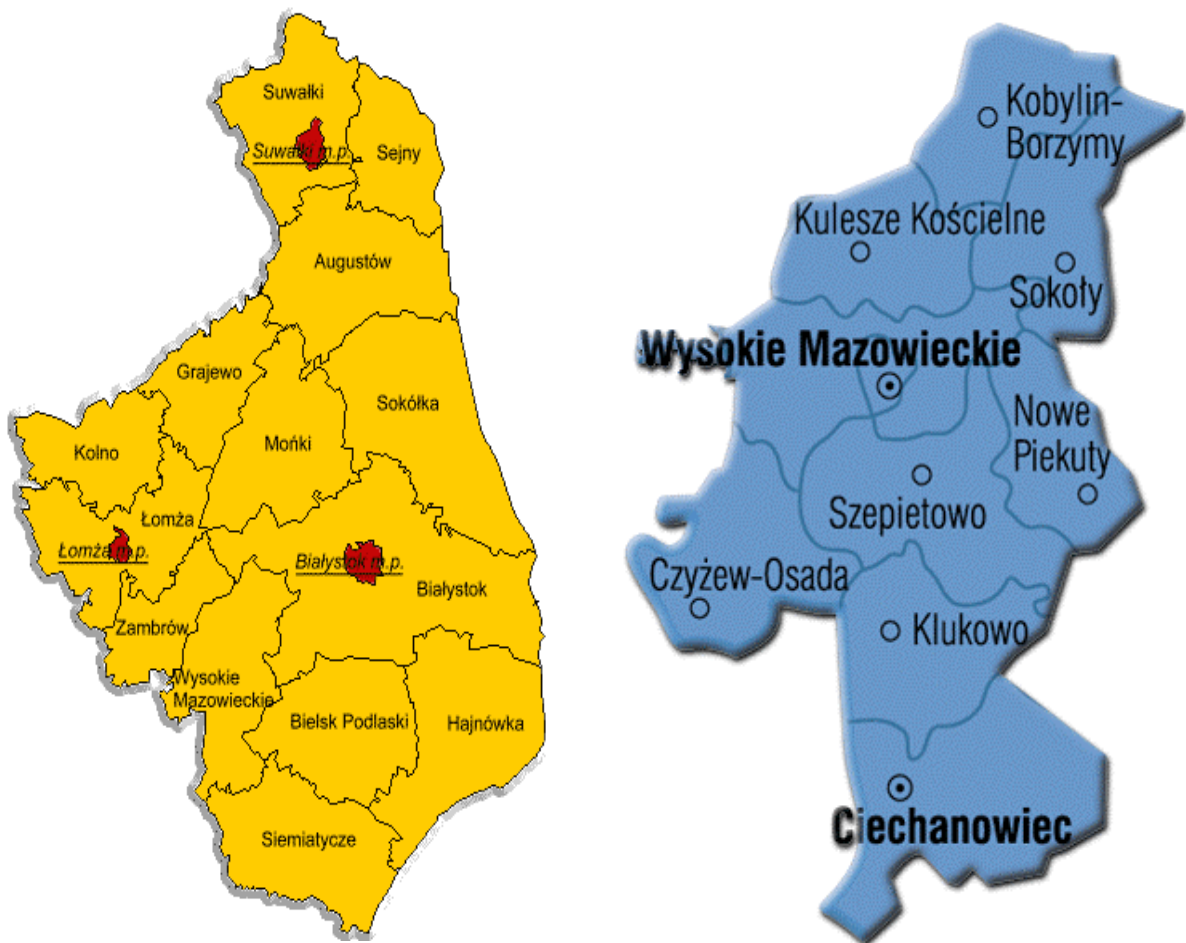 Suwałki
Suwałki m.p.
Sejny
Augustów
Grajewo
Sokółka
Mońki
Kolno
Łomża
Łomża m.p.
Białystok m.p.
Białystok
Zambrów
Wysokie
Mazowieckie
Bielsk Podlaski
Hajnówka
Siemiatycze
Kobylin-
Borzymy
Kulesze Kościelne
Sokoły
Wysokie Mazowieckie
Nowe
Piekuty
Szepietowo
Czyżew-Osada
Klukowo
Ciechanowiec